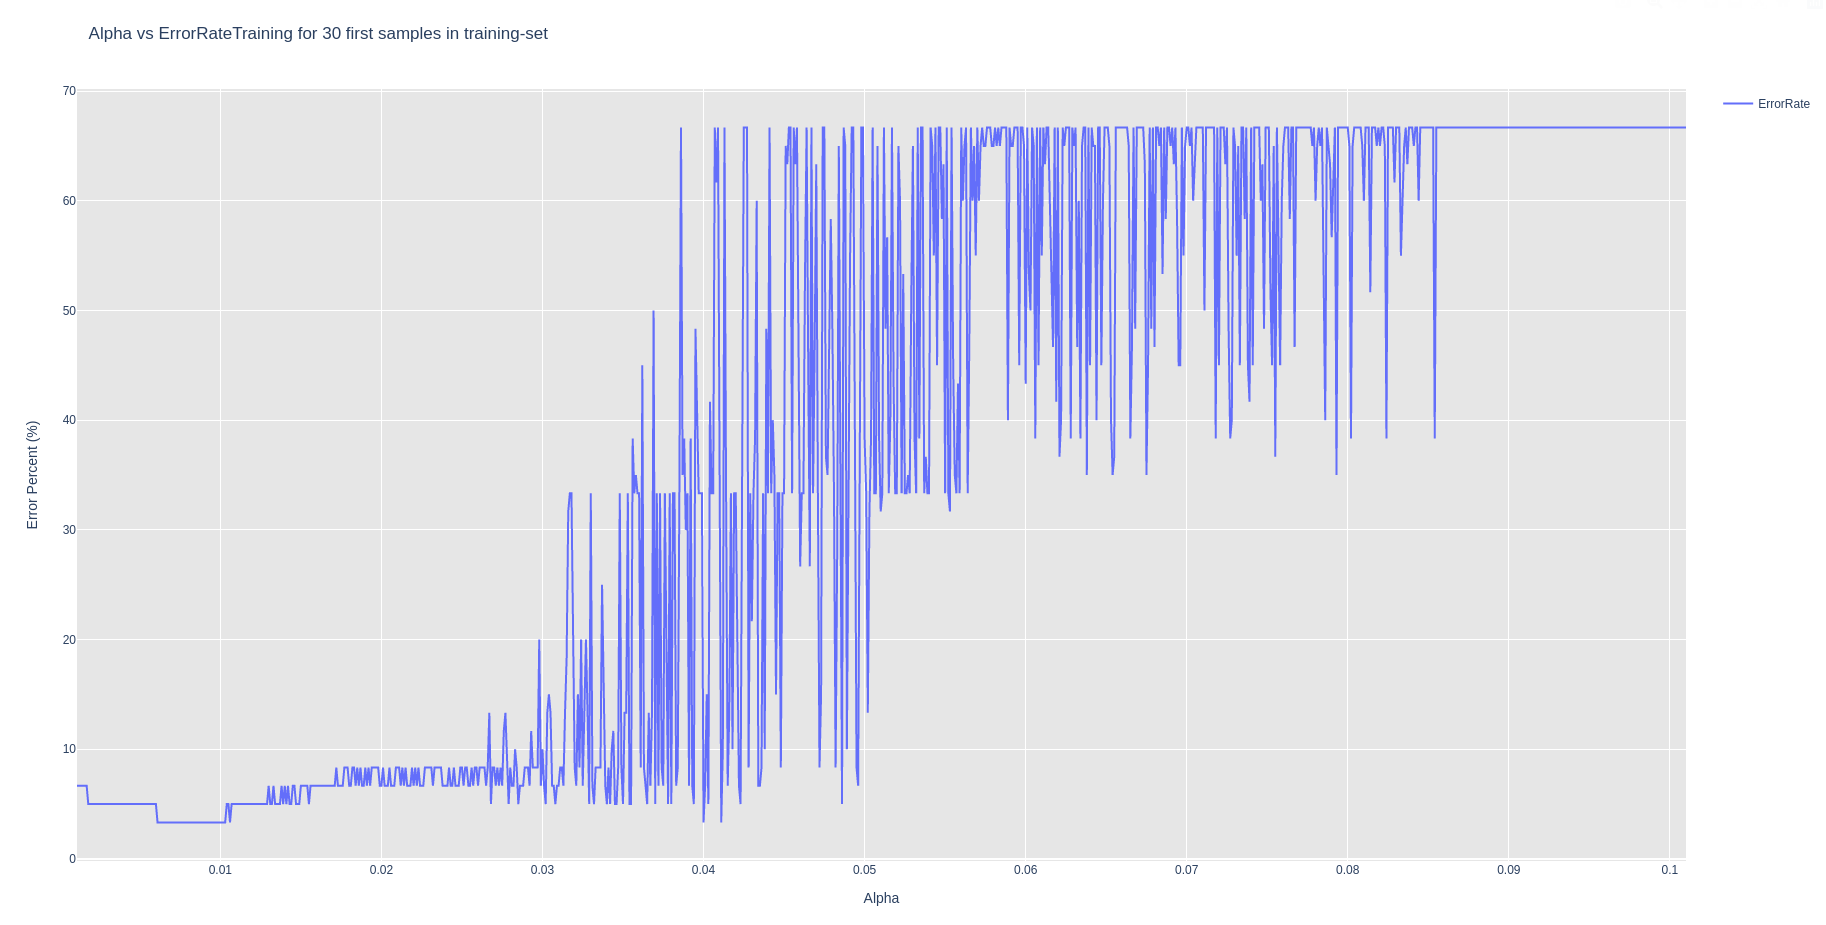 Alpha vs ErrorRateTraining for 30 first samples in training-set
ErrorRate
Error Percent (%)
70
60
50
40
30
20
10
0
0.01 0.02 0.03 0.04 0.05 0.06 0.07 0.08 0.09 0.1
Alpha